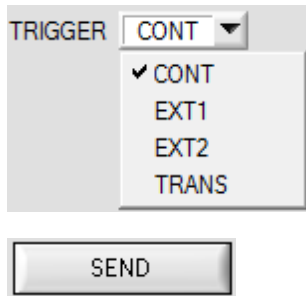 TRIGGER CONT
CONT
EXT1
EXT2
TRANS
SEND